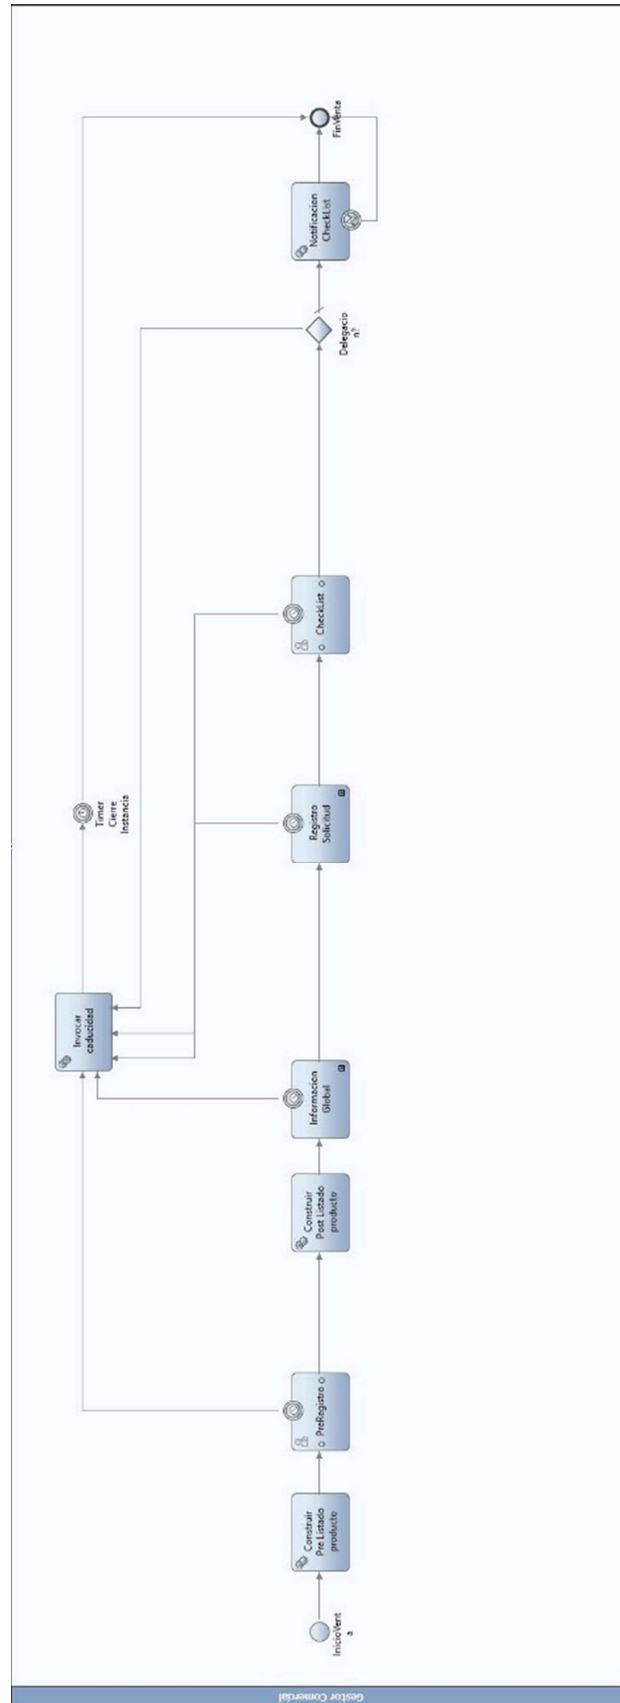 Gestor Comercial
InicioVent
a
Construir
Pre Listado
producto
PreRegistro
Construir
Post Listado
producto
Informacion
Global
Invocar
caducidad
Registro
Solicitud
Timer
Cierre
Instancia
CheckList
Delegacio
n?
Notificacion
CheckList
FinVenta